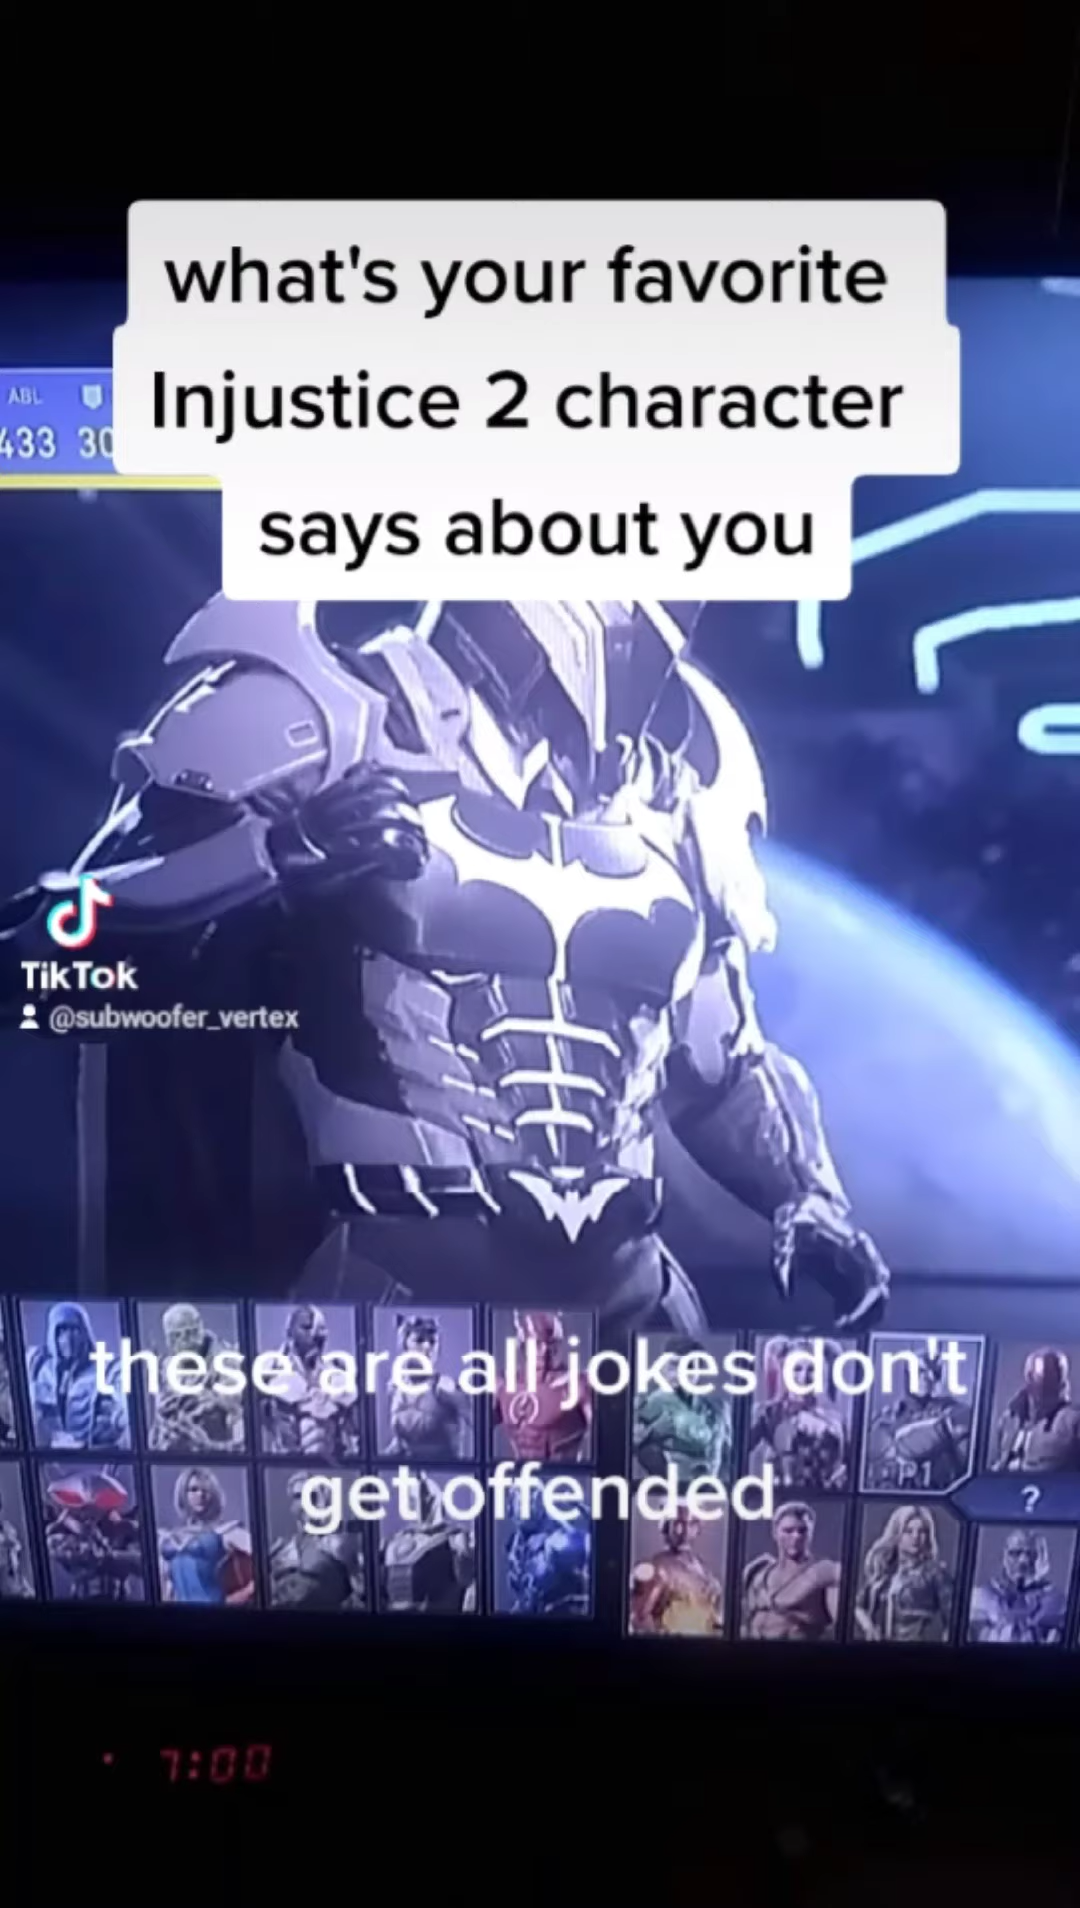 what's your favorite
Injustice 2 character
says about you
ABL
433 30
TikTok
@subwoofer_vertex
these are all jokes don't
get offended
P1
?
7:00